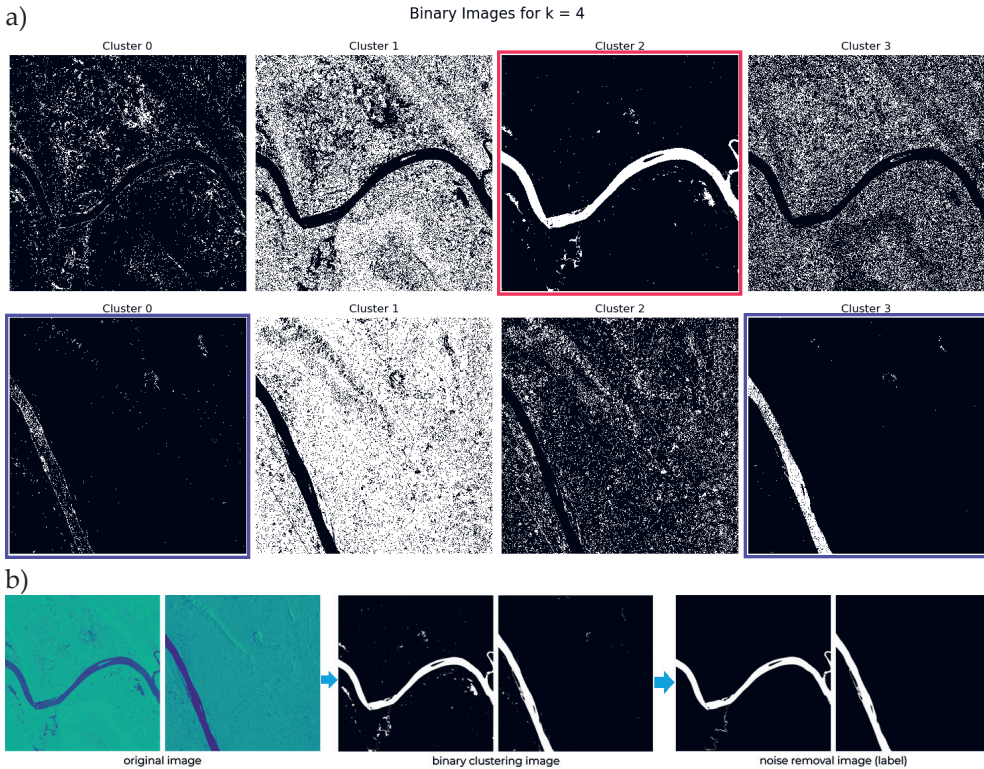 a)
Binary Images for k = 4
Cluster 0
Cluster 1
Cluster 2
Cluster 3
Cluster 0
Cluster 1
Cluster 2
Cluster 3
b)
original image
binary clustering image
noise removal image (label)